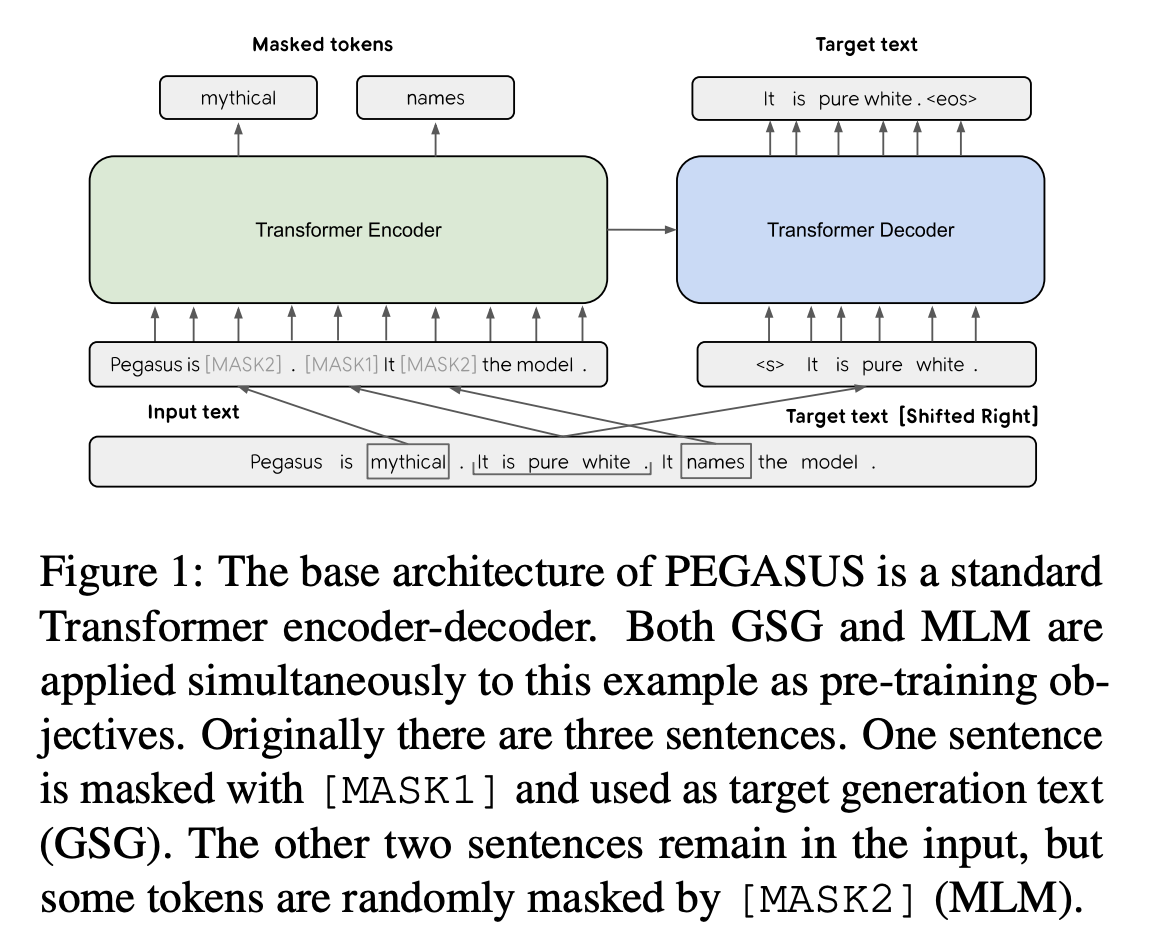 Masked tokens
Target text
mythical
names
It is pure white . <eos>
Transformer Encoder
Transformer Decoder
Pegasus is [MASK2] . [MASK1] It [MASK2] the model .
<s> It is pure white .
Input text
Target text [Shifted Right]
Pegasus is mythical . It is pure white . It names the model .
Figure 1: The base architecture of PEGASUS is a standard
Transformer encoder-decoder. Both GSG and MLM are
applied simultaneously to this example as pre-training ob-
jectives. Originally there are three sentences. One sentence
is masked with [MASK1] and used as target generation text
(GSG). The other two sentences remain in the input, but
some tokens are randomly masked by [MASK2] (MLM).